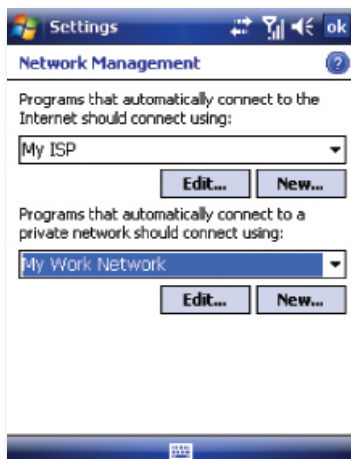 Settings
ok
Network Management
?
Programs that automatically connect to the
Internet should connect using:
My ISP
Edit... New...
Programs that automatically connect to a
private network should connect using:
My Work Network
Edit... New...